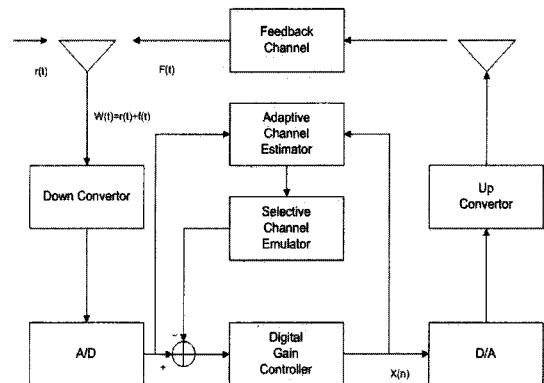 Feedback
Channel
r(t)
F(t)
W(t)=r(t)+f(t)
Adaptive
Channel
Estimator
Down Convertor
Selective
Channel
Emulator
Up
Convertor
−
+
A/D
Digital
Gain
Controller
X(n)
D/A